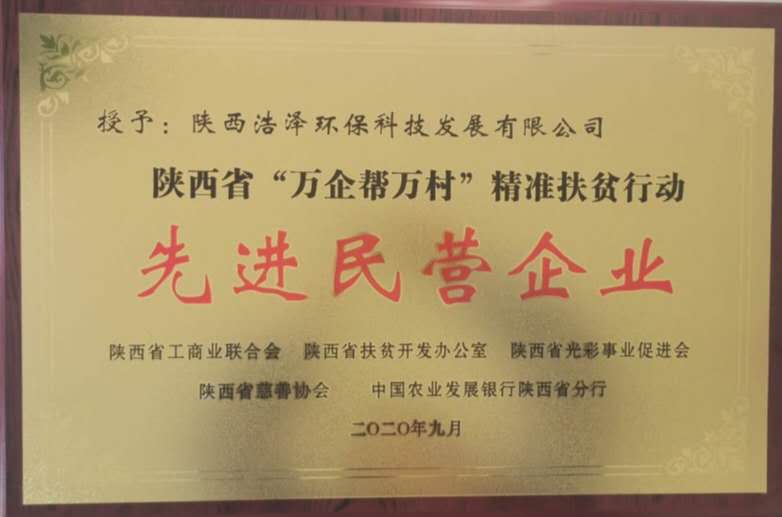 授予：陕西浩泽环保科技发展有限公司
陕西省“万企帮万村”精准扶贫行动
先进民营企业
陕西省工商业联合会 陕西省扶贫开发办公室 陕西省光彩事业促进会
陕西省慈善协会 中国农业发展银行陕西省分行
二〇二〇年九月